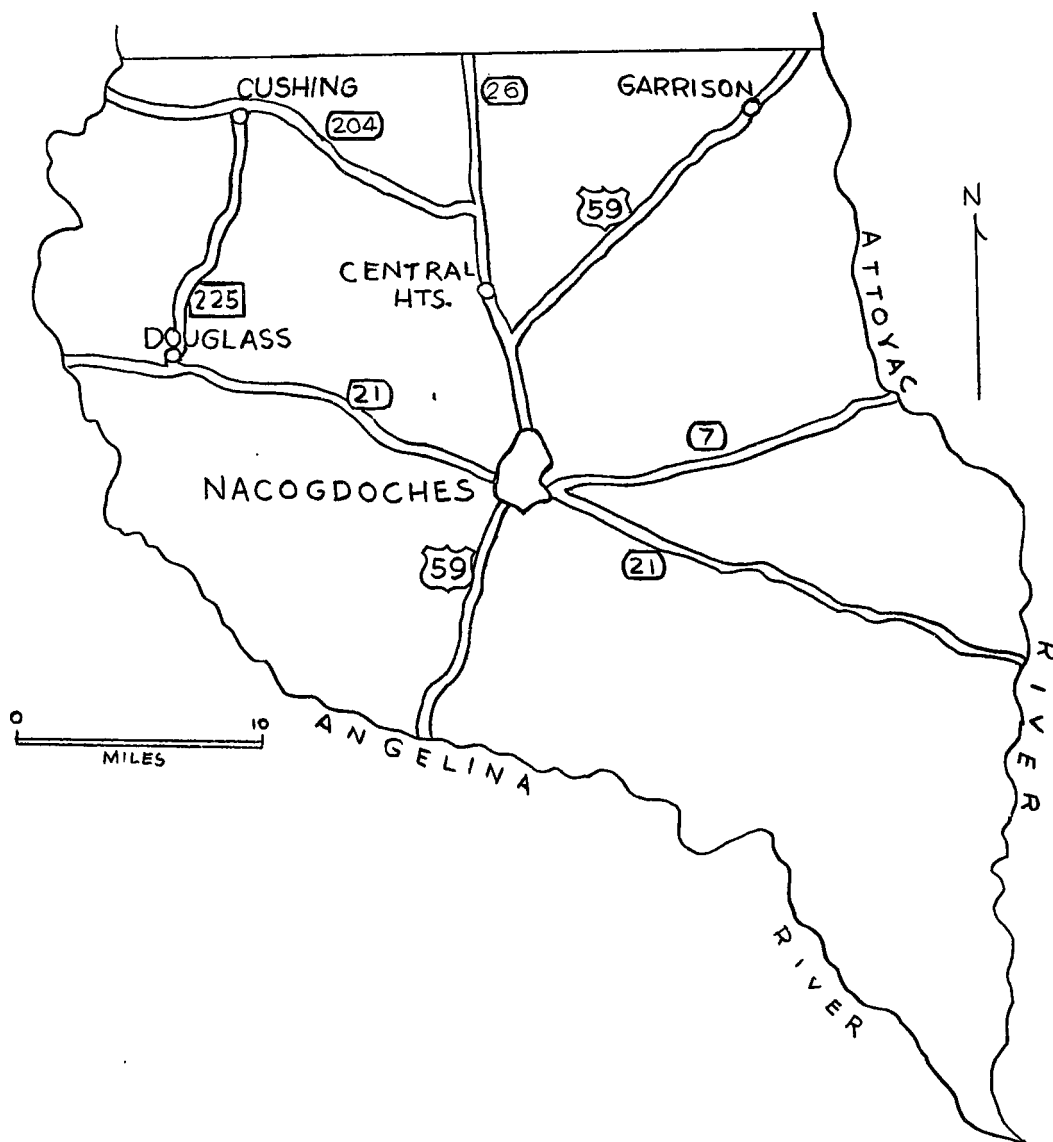 CUSHING
26
GARRISON
204
59
N
ATTOYAC
CENTRAL
HTS.
225
DOUGLASS
21
7
NACOGDOCHES
59
21
RIVER
0 10
MILES
ANGELINA
RIVER